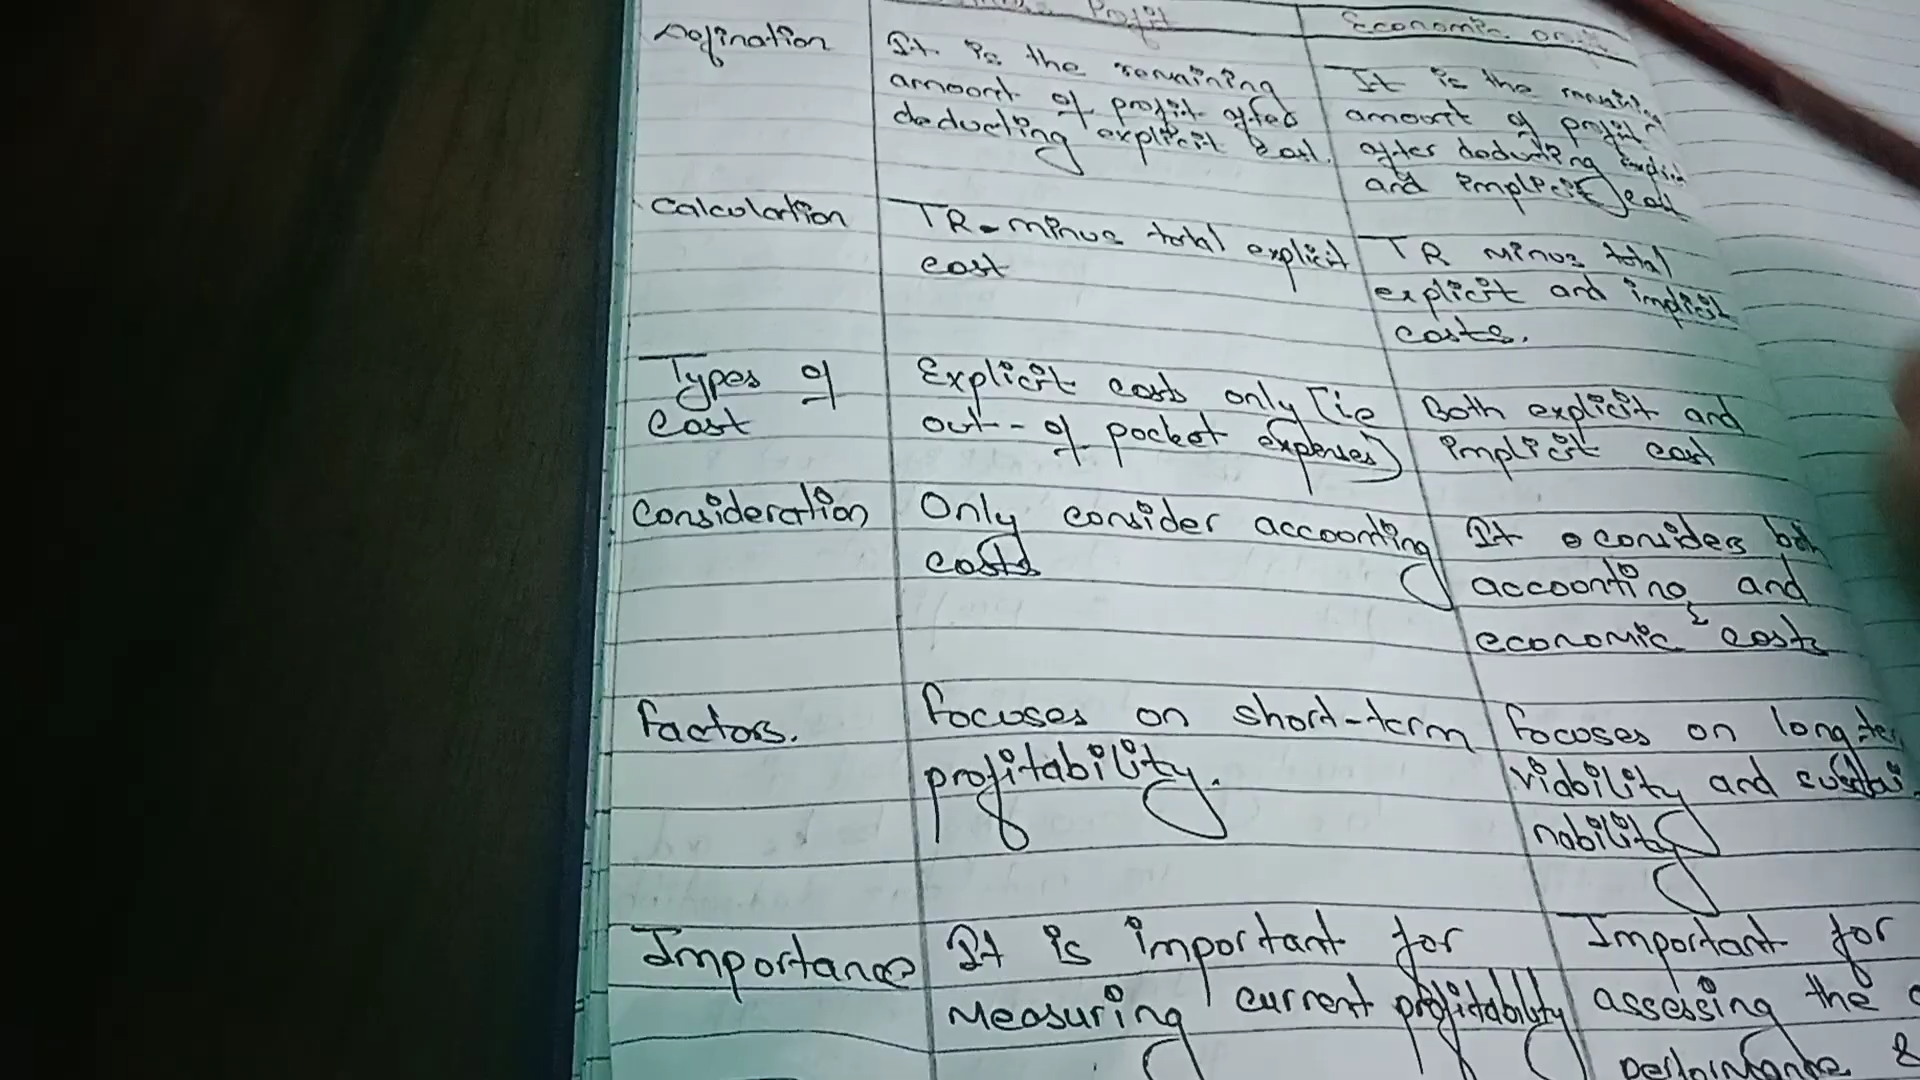 Profit
Economic
Defination
It is the remaining
amount of profit after
deducting explicit cost.
It is the
amount of profit
after deducting
and implicit cost
Calculation
TR - minus total explicit
cost
TR minus total
explicit and implicit
costs.
Types of
Cost
Explicit costs only [ie
out - of pocket expenses)
Both explicit and
implicit cost
Consideration
Only consider accounting
costs
It considers both
accounting and
economic costs
Factors.
Focuses on short-term
profitability.
Focuses on long-ter
viability and sustai
nability
Importance
It is important for
Measuring current profitability
Important for
assessing the
&